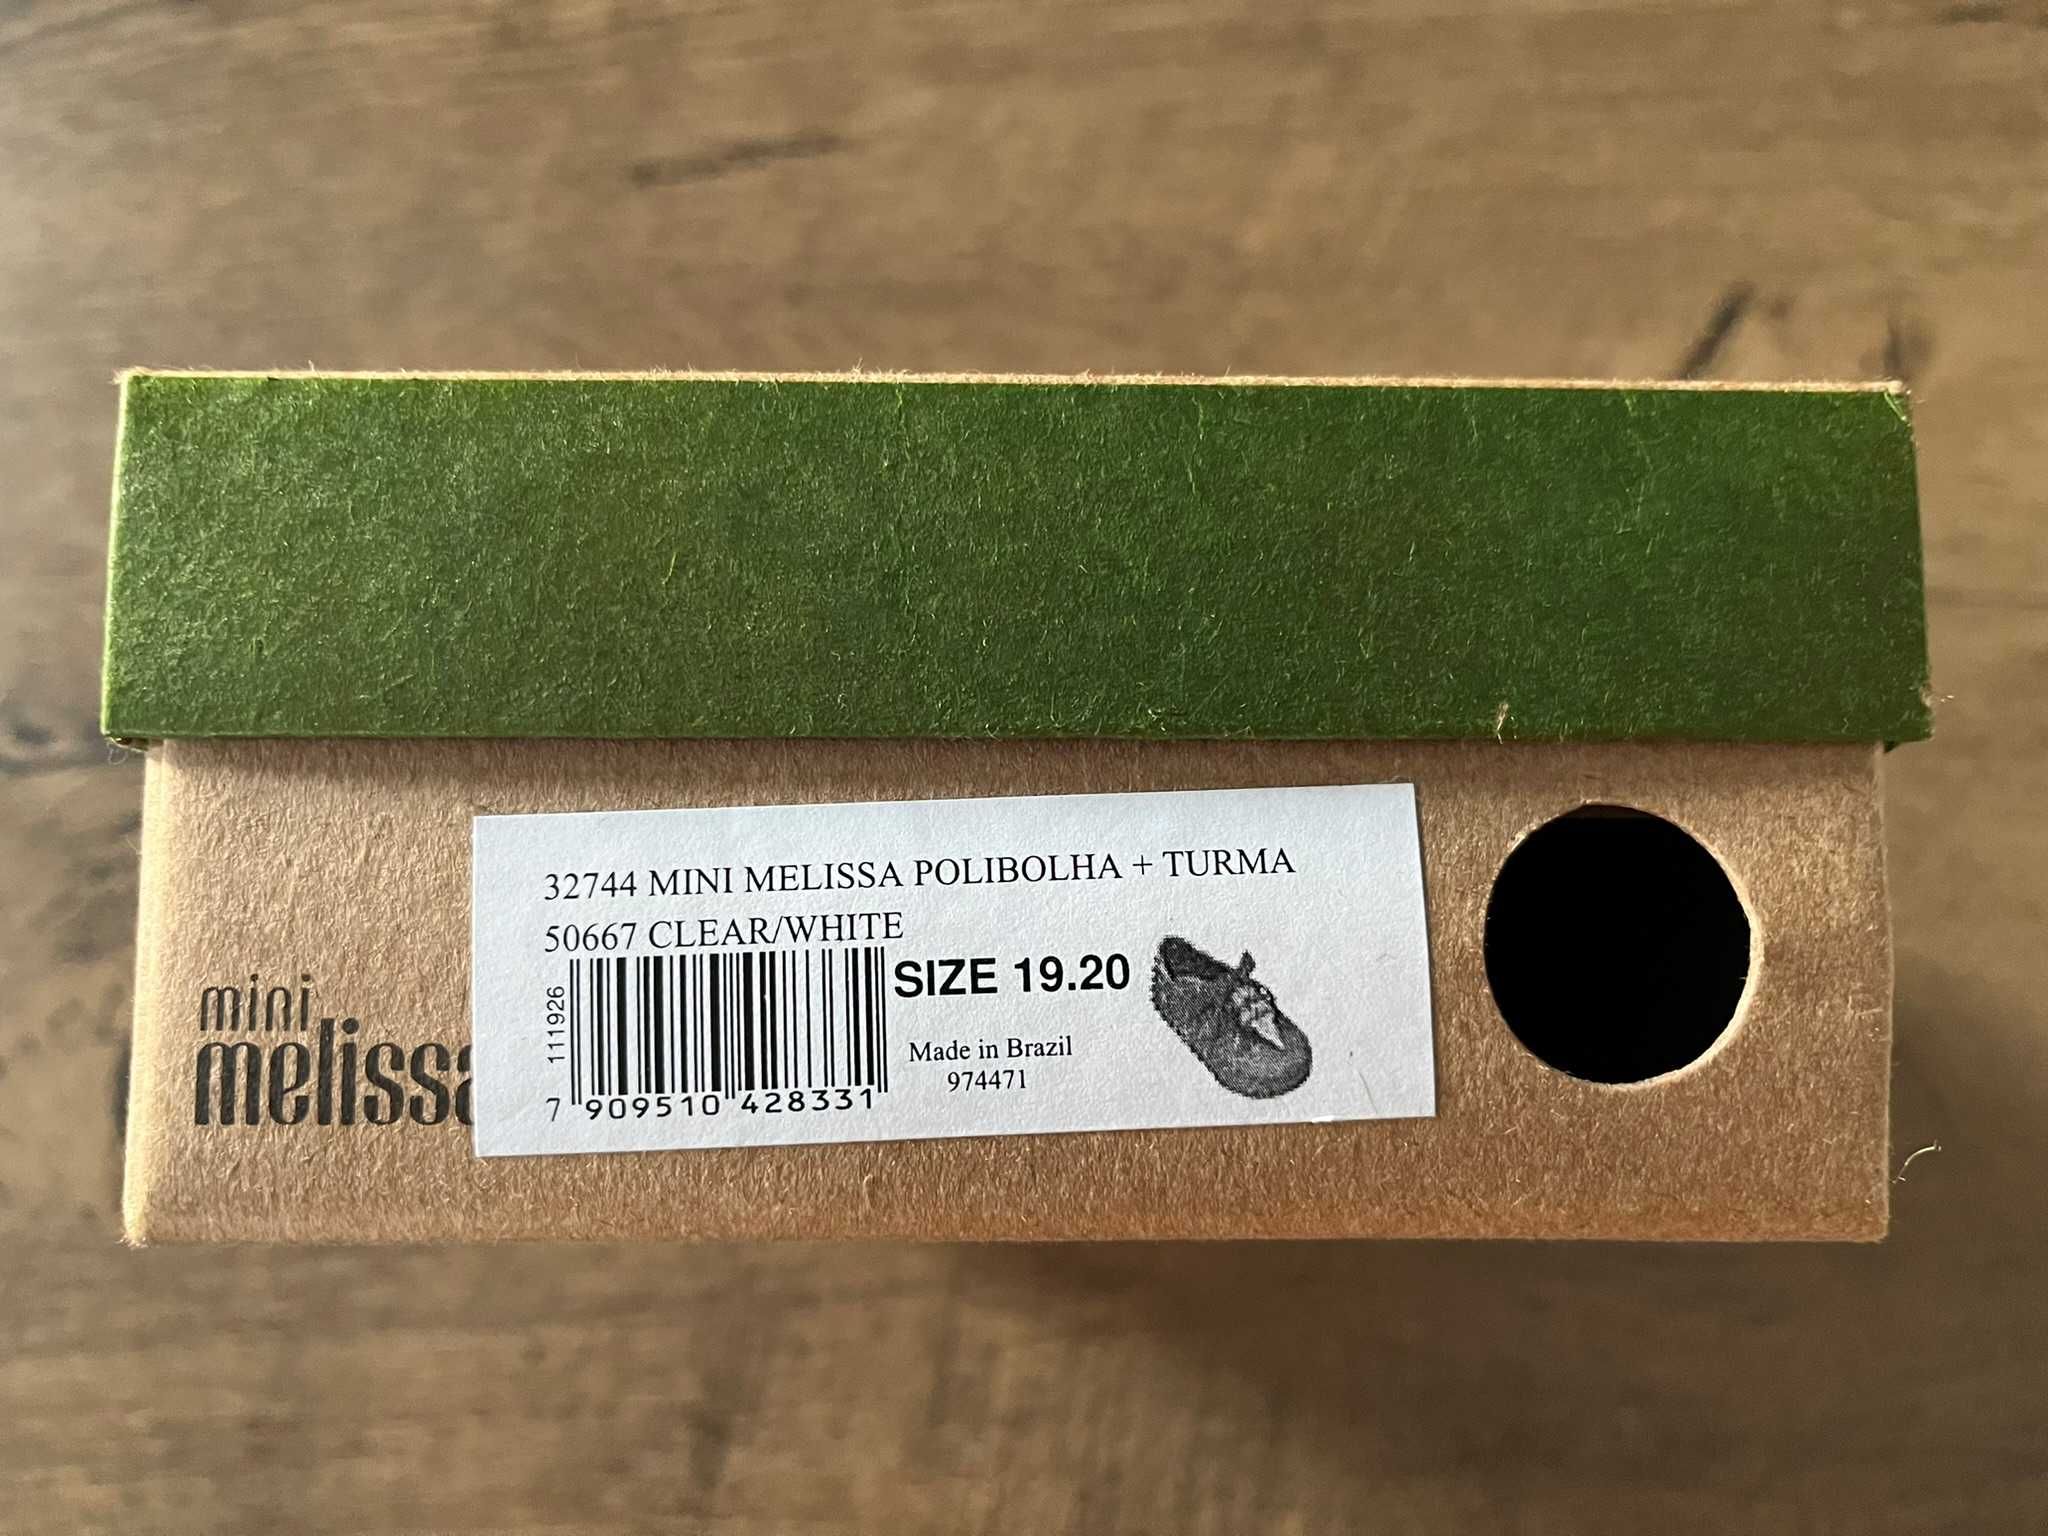 mini
melissa
32744 MINI MELISSA POLIBOLHA + TURMA
50667 CLEAR/WHITE
111926
SIZE 19.20
Made in Brazil
974471
7 909510 428331